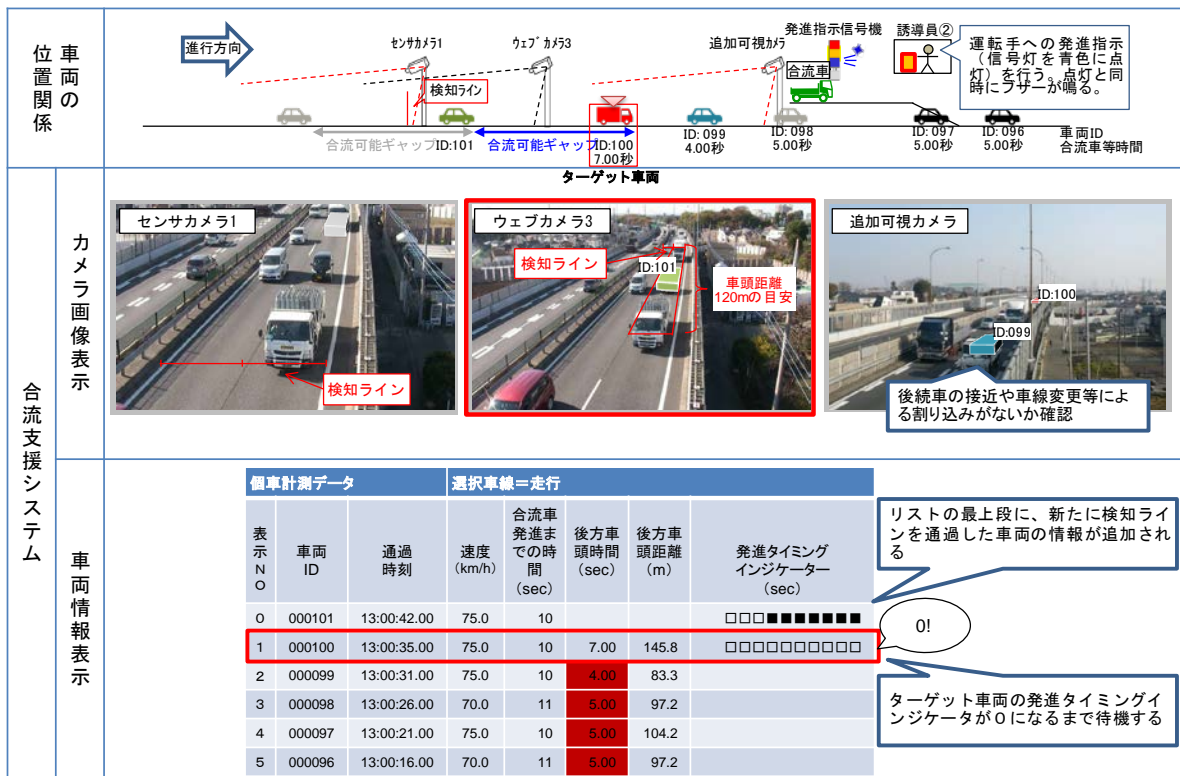 車両の位置関係
進行方向
センサカメラ1
ウェブカメラ3
追加可視カメラ
発進指示信号機
誘導員②
運転手への発進指示
（信号灯を青色に点
灯）を行う。点灯と同
時にブザーが鳴る。
合流車
検知ライン
合流可能ギャップ
ID:101
合流可能ギャップ
ID:100
7.00秒
ID: 099
4.00秒
ID: 098
5.00秒
ID: 097
5.00秒
ID: 096
5.00秒
車両ID
合流車等時間
ターゲット車両
合流支援システム
カメラ画像表示
センサカメラ1
検知ライン
ウェブカメラ3
検知ライン
ID:101
車頭距離
120mの目安
追加可視カメラ
ID:100
ID:099
後続車の接近や車線変更等によ
る割り込みがないか確認
車両情報表示
個車計測データ 選択車線＝走行
表示NO 車両ID 通過時刻 速度(km/h) 合流車発進までの時間(sec) 後方車頭時間(sec) 後方車頭距離(m) 発進タイミングインジケーター(sec)
0 000101 13:00:42.00 75.0 10 □□□■■■■■■■
1 000100 13:00:35.00 75.0 10 7.00 145.8 □□□□□□□□□□
2 000099 13:00:31.00 75.0 10 4.00 83.3
3 000098 13:00:26.00 70.0 11 5.00 97.2
4 000097 13:00:21.00 75.0 10 5.00 104.2
5 000096 13:00:16.00 70.0 11 5.00 97.2
リストの最上段に、新たに検知ライ
ンを通過した車両の情報が追加され
る
0!
ターゲット車両の発進タイミングイ
ンジケータが０になるまで待機する